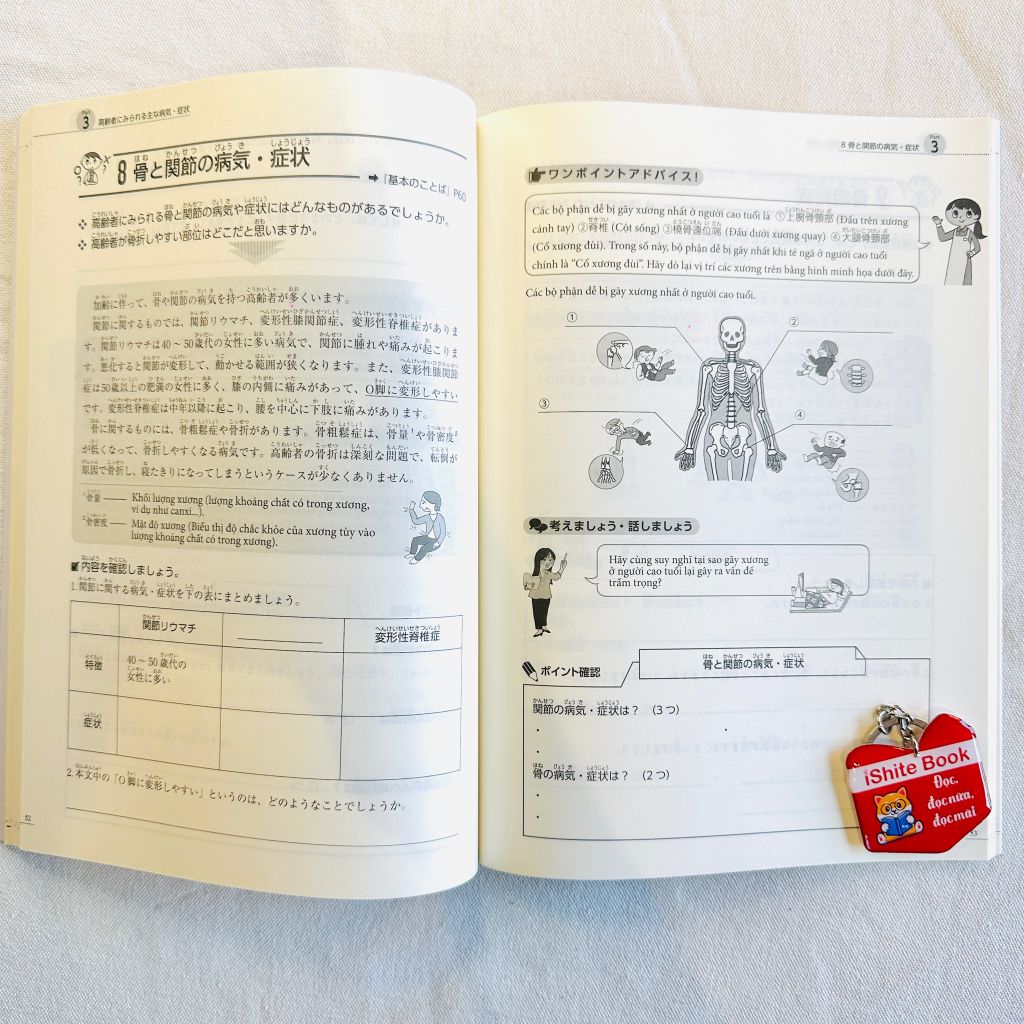 Part 3 高齢者にみられる主な病気・症状
8 骨と関節の病気・症状
➡『基本のことば』P60
❖ 高齢者にみられる骨と関節の病気や症状にはどんなものがあるでしょうか。
❖ 高齢者が骨折しやすい部位はどこだと思いますか。
加齢に伴って、骨や関節の病気を持つ高齢者が多くいます。
関節に関するものでは、関節リウマチ、変形性膝関節症、変形性脊椎症がありま
す。関節リウマチは40～50歳代の女性に多い病気で、関節に腫れや痛みが起こりま
す。悪化すると関節が変形して、動かせる範囲が狭くなります。また、変形性膝関節
症は50歳以上の肥満の女性に多く、膝の内側に痛みがあって、O脚に変形しやすい
です。変形性脊椎症は中年以降に起こり、腰を中心に下肢に痛みがあります。
骨に関するものには、骨粗鬆症や骨折があります。骨粗鬆症は、骨量¹や骨密度²
が低くなって、骨折しやすくなる病気です。高齢者の骨折は深刻な問題で、転倒が
原因で骨折し、寝たきりになってしまうというケースが少なくありません。
¹骨量 —— Khối lượng xương (lượng khoáng chất có trong xương,
ví dụ như canxi...).
²骨密度 —— Mật độ xương (Biểu thị độ chắc khỏe của xương tùy vào
lượng khoáng chất có trong xương).
内容を確認しましょう。
1. 関節に関する病気・症状を下の表にまとめましょう。
関節リウマチ
変形性脊椎症
特徴
40～50歳代の
女性に多い
症状
2. 本文中の「O脚に変形しやすい」というのは、どのようなことでしょうか。
52
8 骨と関節の病気・症状 Part 3
ワンポイントアドバイス！
Các bộ phận dễ bị gãy xương nhất ở người cao tuổi là ①上腕骨頸部 (Đầu trên xương
cánh tay) ②脊椎 (Cột sống) ③橈骨遠位端 (Đầu dưới xương quay) ④大腿骨頸部
(Cổ xương đùi). Trong số này, bộ phận dễ bị gãy nhất khi té ngã ở người cao tuổi
chính là "Cổ xương đùi". Hãy dò lại vị trí các xương trên bằng hình minh họa dưới đây.
Các bộ phận dễ bị gãy xương nhất ở người cao tuổi.
①
②
③
④
考えましょう・話しましょう
Hãy cùng suy nghĩ tại sao gãy xương
ở người cao tuổi lại gây ra vấn đề
trầm trọng?
ポイント確認
骨と関節の病気・症状
関節の病気・症状は？ （3つ）
・
・
・
骨の病気・症状は？ （2つ）
・
・
iShite Book
Đọc,
đọc nữa,
đọc mãi
53